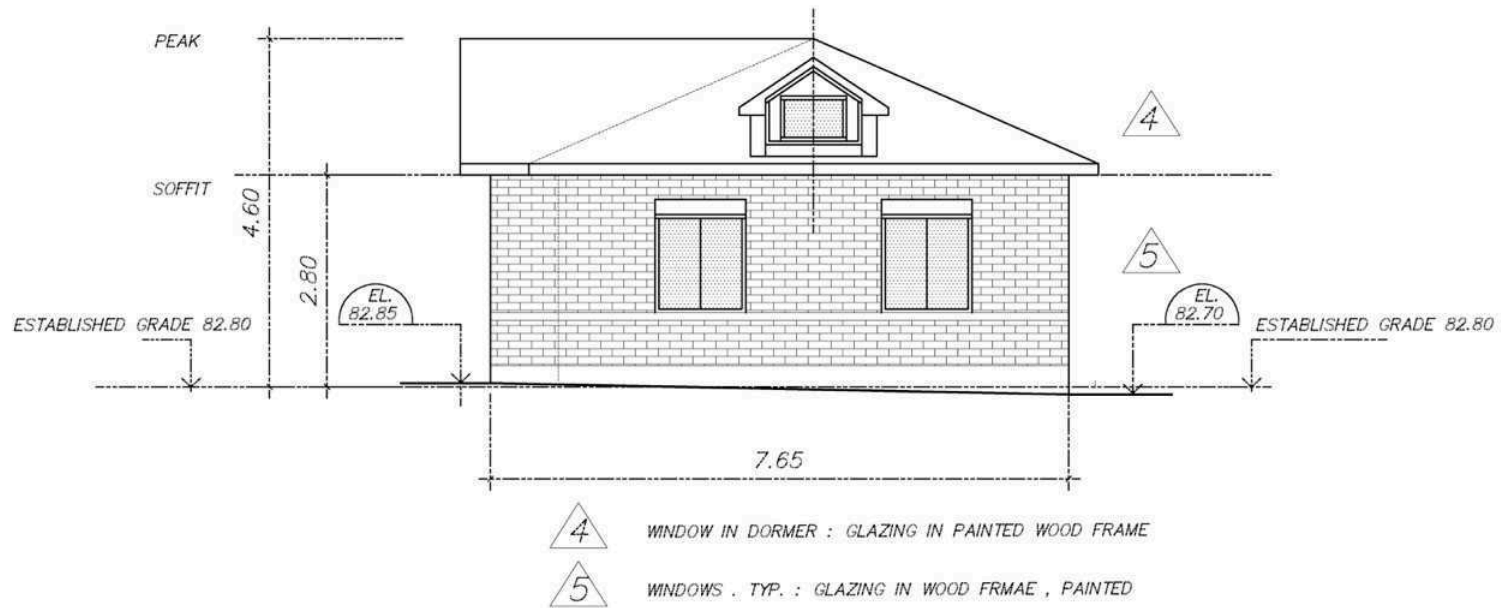 PEAK
4
SOFFIT
4.60
2.80
5
EL.
82.85
EL.
82.70
ESTABLISHED GRADE 82.80
ESTABLISHED GRADE 82.80
7.65
4 WINDOW IN DORMER : GLAZING IN PAINTED WOOD FRAME
5 WINDOWS . TYP. : GLAZING IN WOOD FRMAE , PAINTED